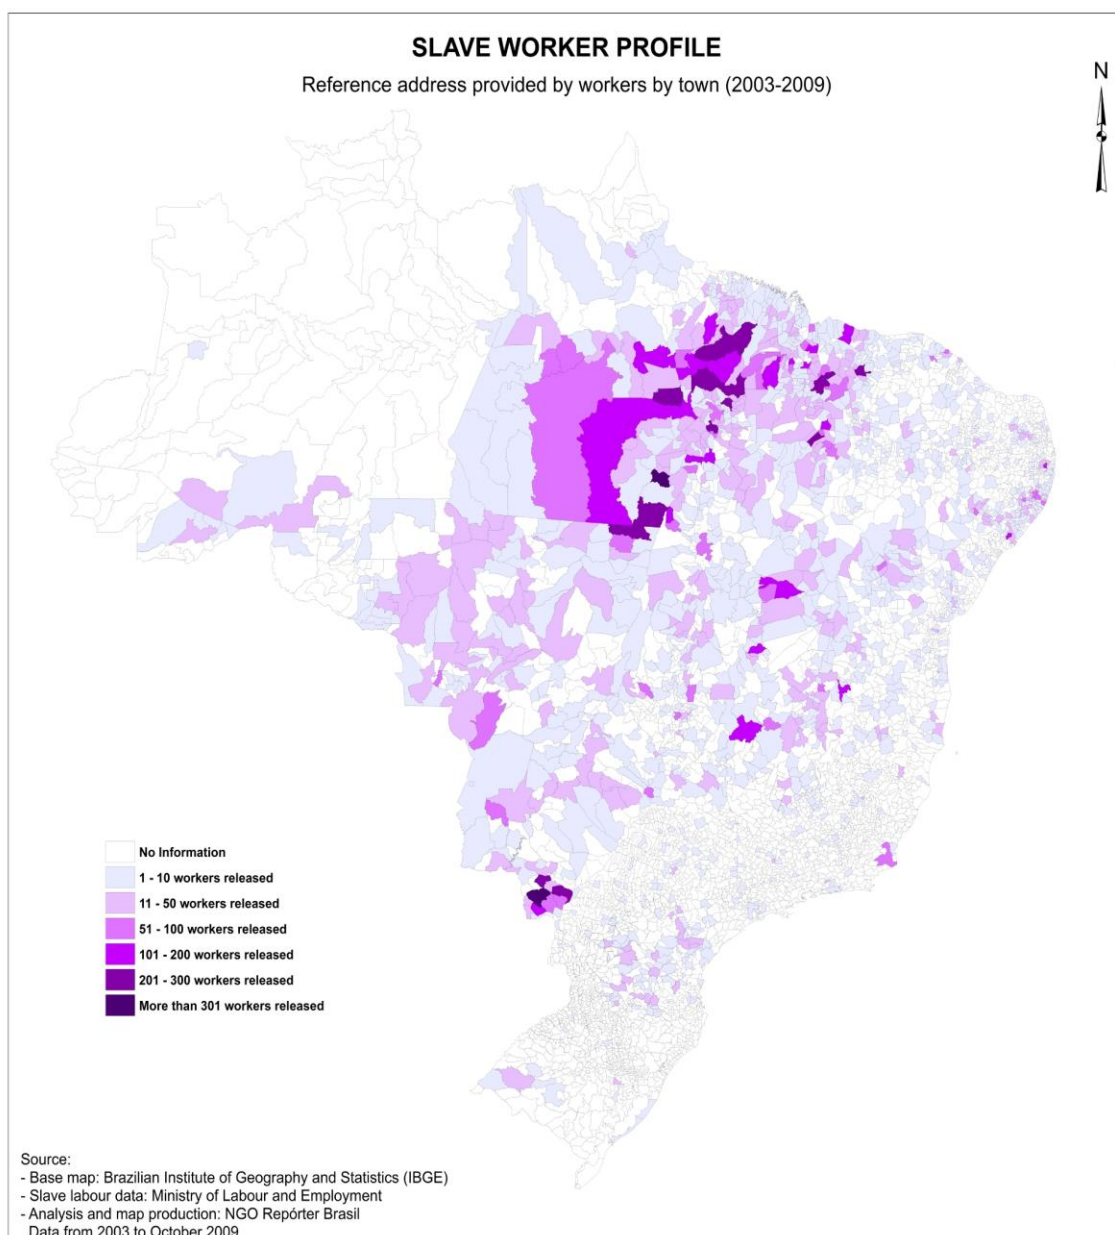 SLAVE WORKER PROFILE
Reference address provided by workers by town (2003-2009)
N
No Information
1 - 10 workers released
11 - 50 workers released
51 - 100 workers released
101 - 200 workers released
201 - 300 workers released
More than 301 workers released
Source:
- Base map: Brazilian Institute of Geography and Statistics (IBGE)
- Slave labour data: Ministry of Labour and Employment
- Analysis and map production: NGO Repórter Brasil
Data from 2003 to October 2009